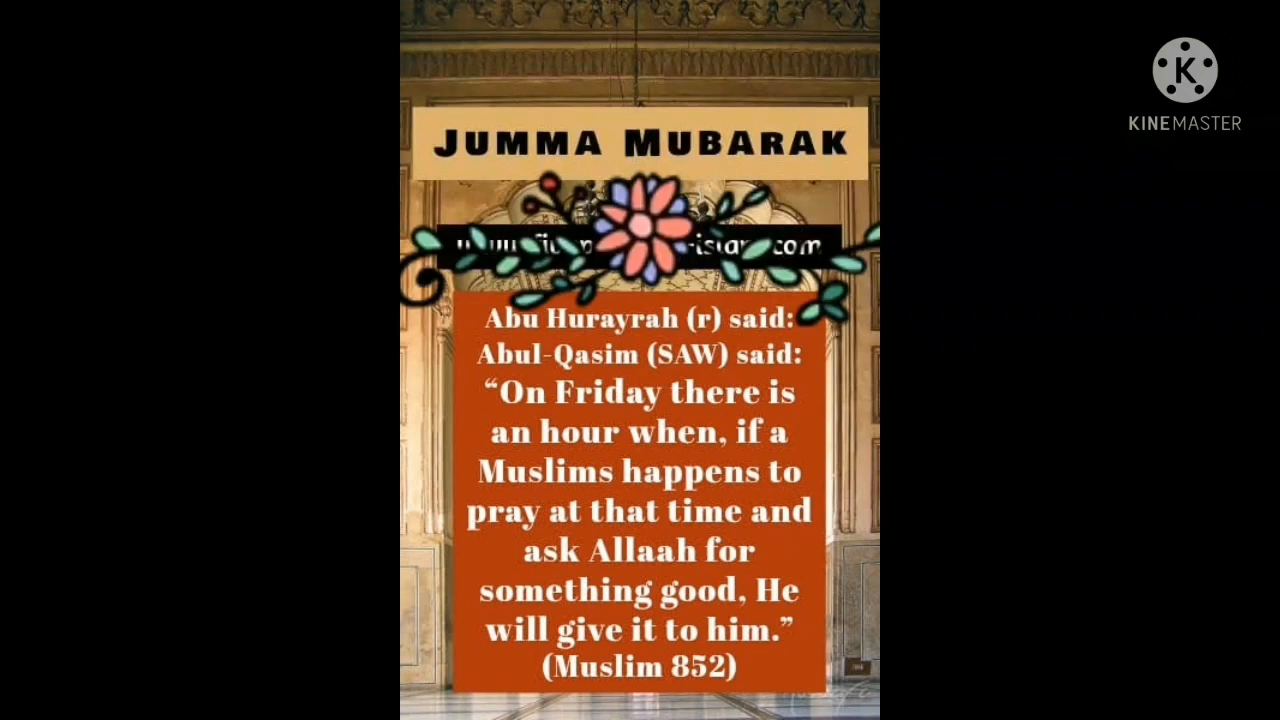 JUMMA MUBARAK
Abu Hurayrah (r) said:
Abul-Qasim (SAW) said:
“On Friday there is
an hour when, if a
Muslims happens to
pray at that time and
ask Allaah for
something good, He
will give it to him.”
(Muslim 852)
K
KINEMASTER